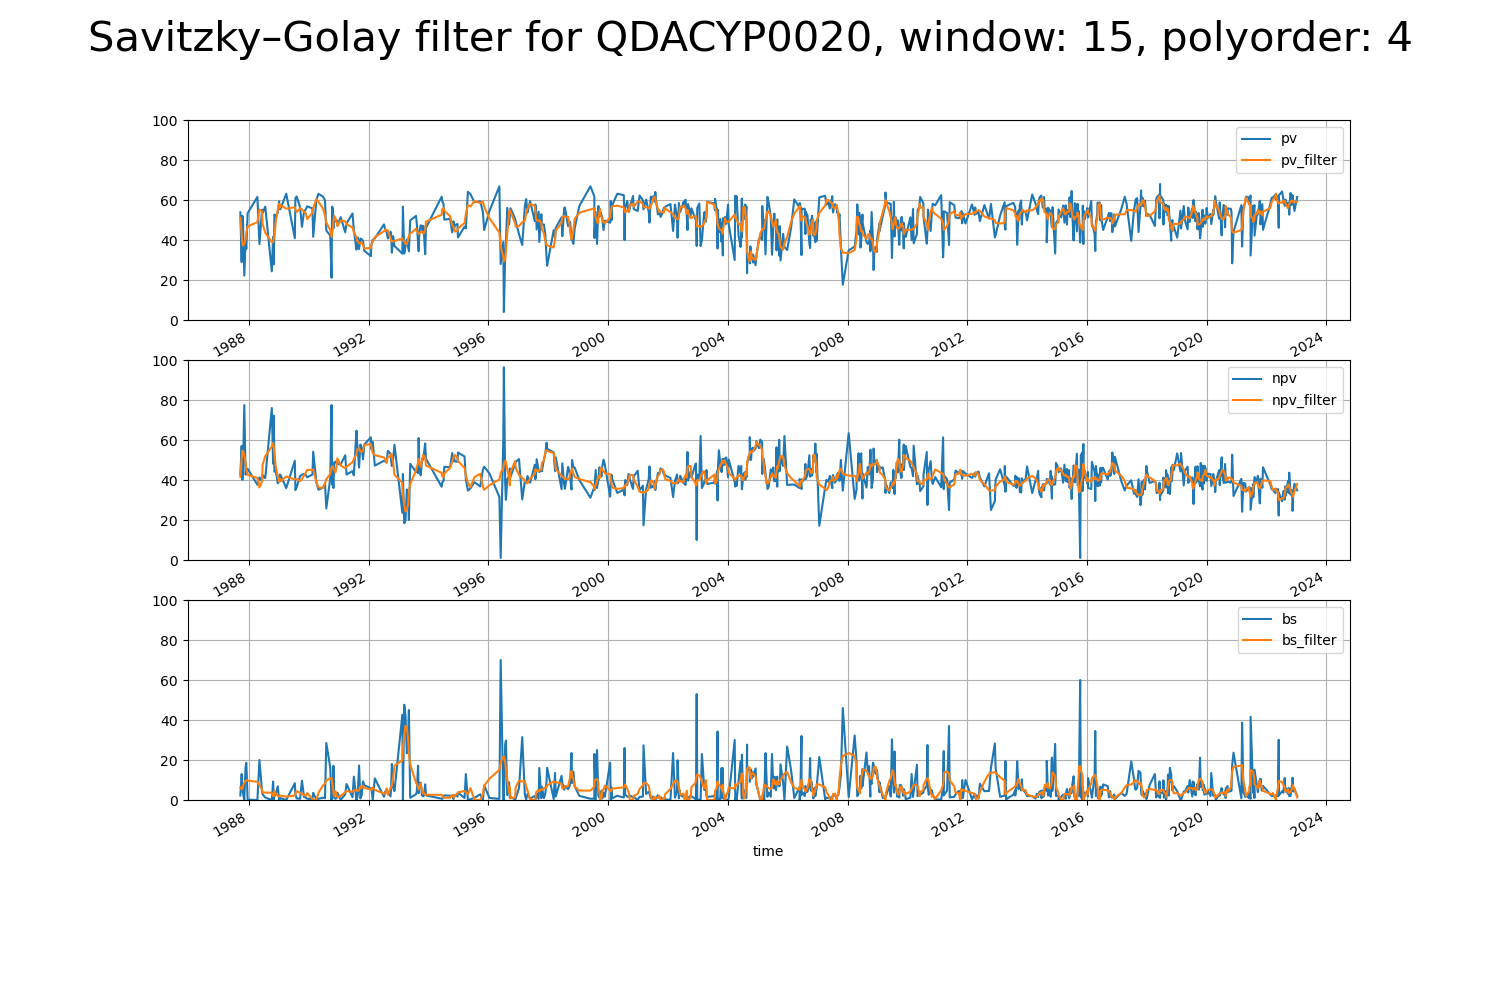 Savitzky–Golay filter for QDACYP0020, window: 15, polyorder: 4
100
80
60
40
20
0
pv
pv_filter
1988 1992 1996 2000 2004 2008 2012 2016 2020 2024
100
80
60
40
20
0
npv
npv_filter
1988 1992 1996 2000 2004 2008 2012 2016 2020 2024
100
80
60
40
20
0
bs
bs_filter
1988 1992 1996 2000 2004 2008 2012 2016 2020 2024
time